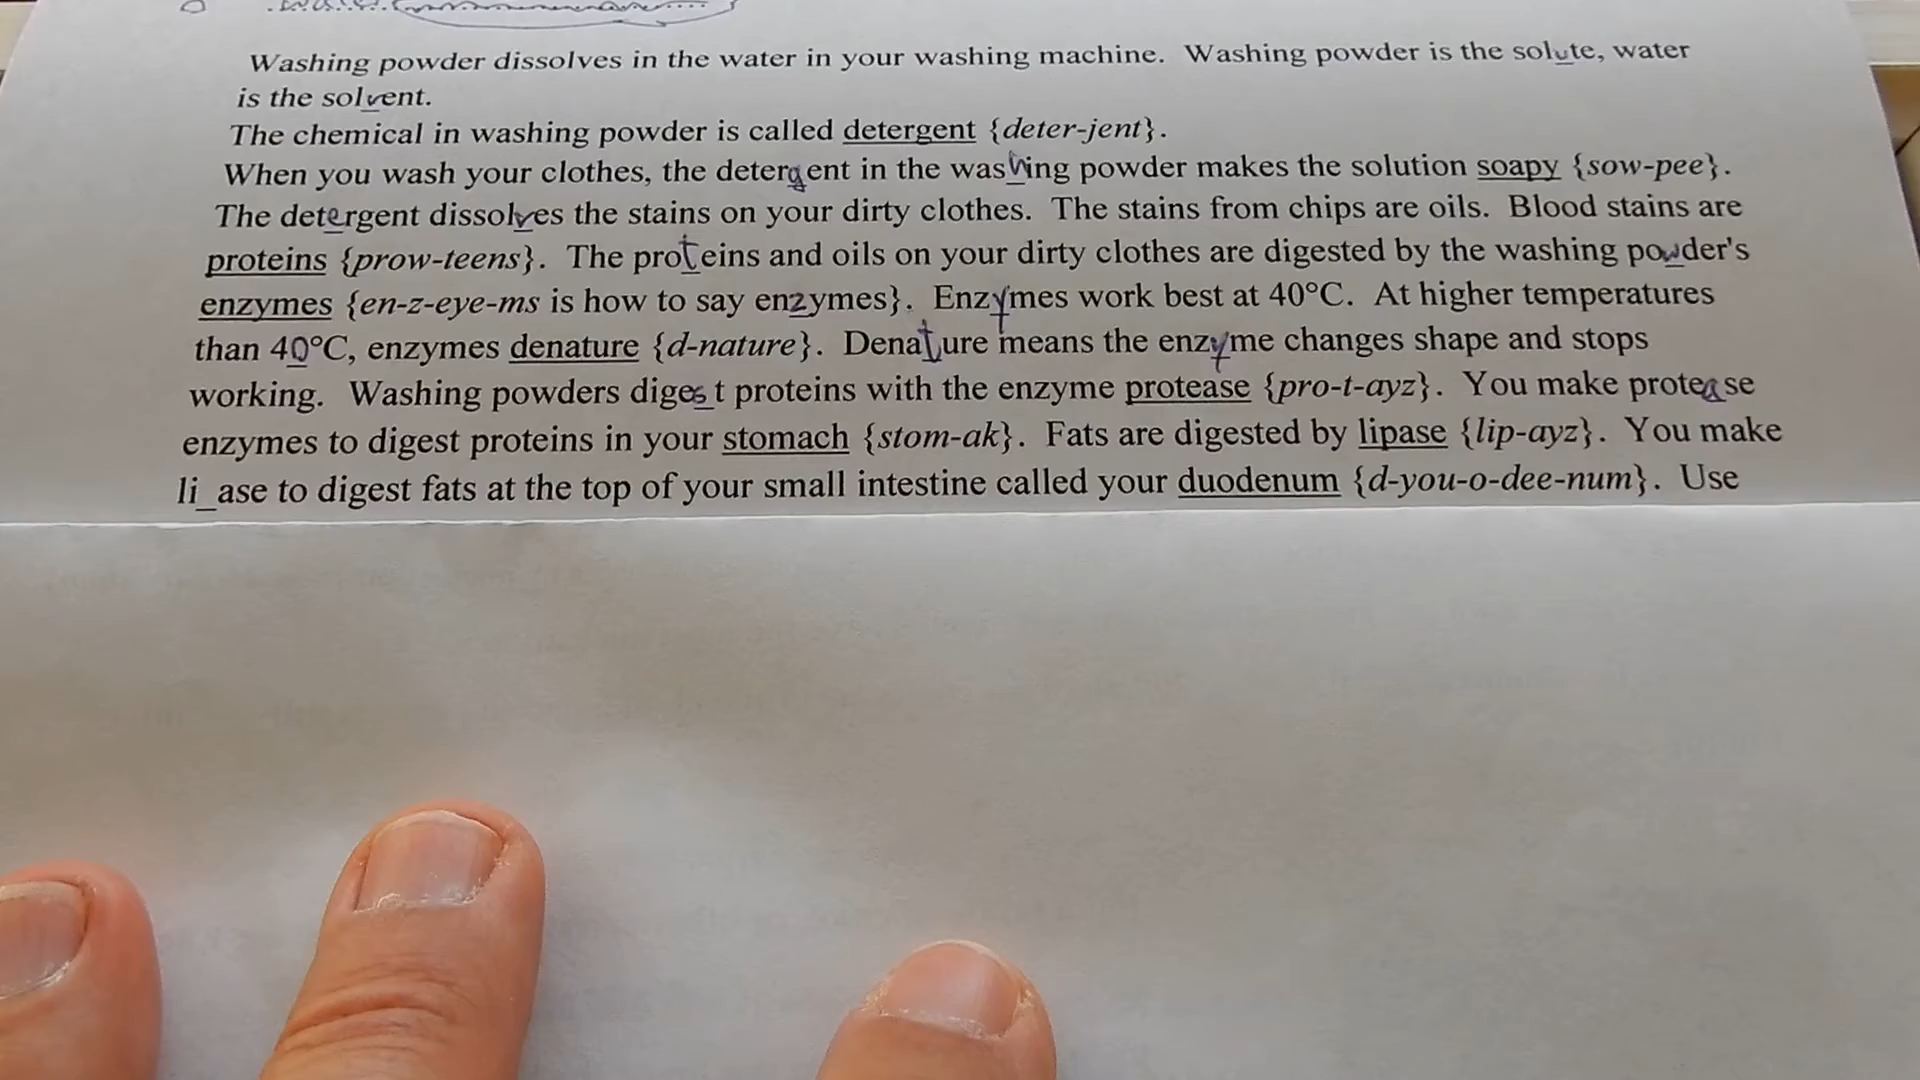 Washing powder dissolves in the water in your washing machine. Washing powder is the solute, water
is the solvent.
The chemical in washing powder is called detergent {deter-jent}.
When you wash your clothes, the detergent in the washing powder makes the solution soapy {sow-pee}.
The detergent dissolves the stains on your dirty clothes. The stains from chips are oils. Blood stains are
proteins {prow-teens}. The proteins and oils on your dirty clothes are digested by the washing powder's
enzymes {en-z-eye-ms is how to say enzymes}. Enzymes work best at 40°C. At higher temperatures
than 40°C, enzymes denature {d-nature}. Denature means the enzyme changes shape and stops
working. Washing powders digest proteins with the enzyme protease {pro-t-ayz}. You make protease
enzymes to digest proteins in your stomach {stom-ak}. Fats are digested by lipase {lip-ayz}. You make
li_ase to digest fats at the top of your small intestine called your duodenum {d-you-o-dee-num}. Use